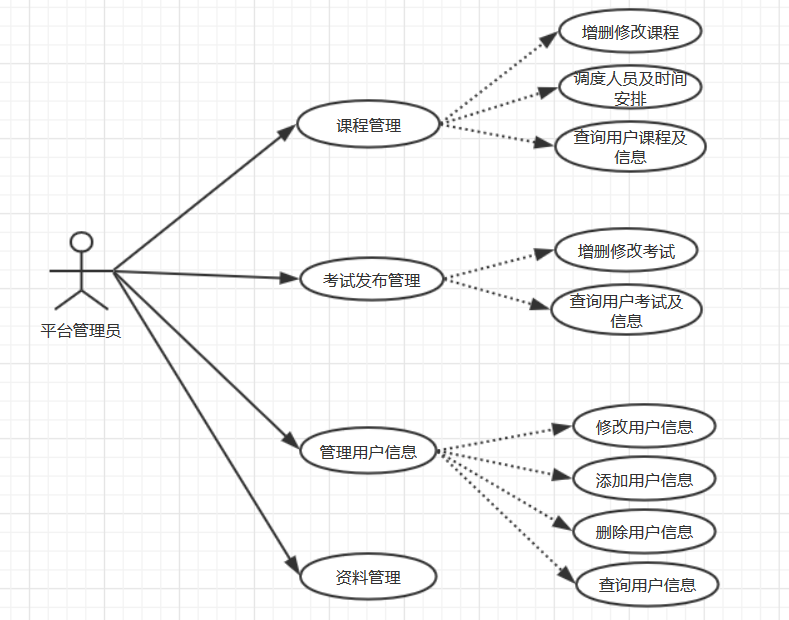 增删修改课程
调度人员及时间
安排
课程管理
查询用户课程及
信息
增删修改考试
考试发布管理
查询用户考试及
信息
平台管理员
修改用户信息
管理用户信息
添加用户信息
删除用户信息
资料管理
查询用户信息